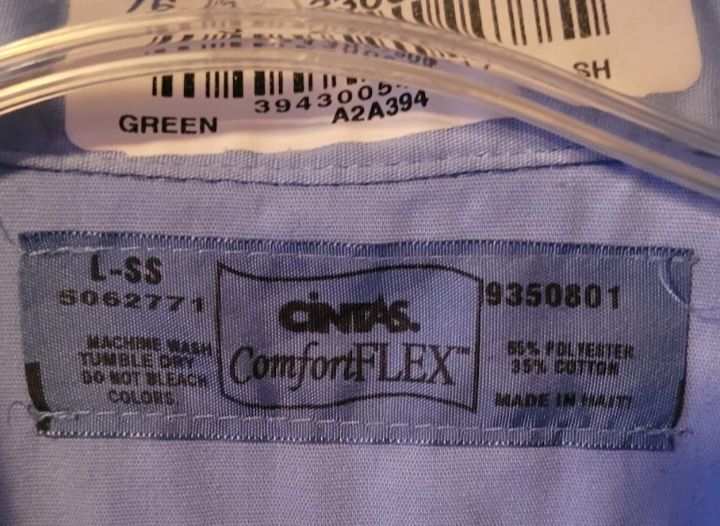 SH
A2A394
GREEN
L-SS
5062771
MACHINE WASH
TUMBLE DRY
DO NOT BLEACH
COLORS.
CINTAS.
ComfortFLEX™
9350801
65% POLYESTER
35% COTTON
MADE IN HAITI